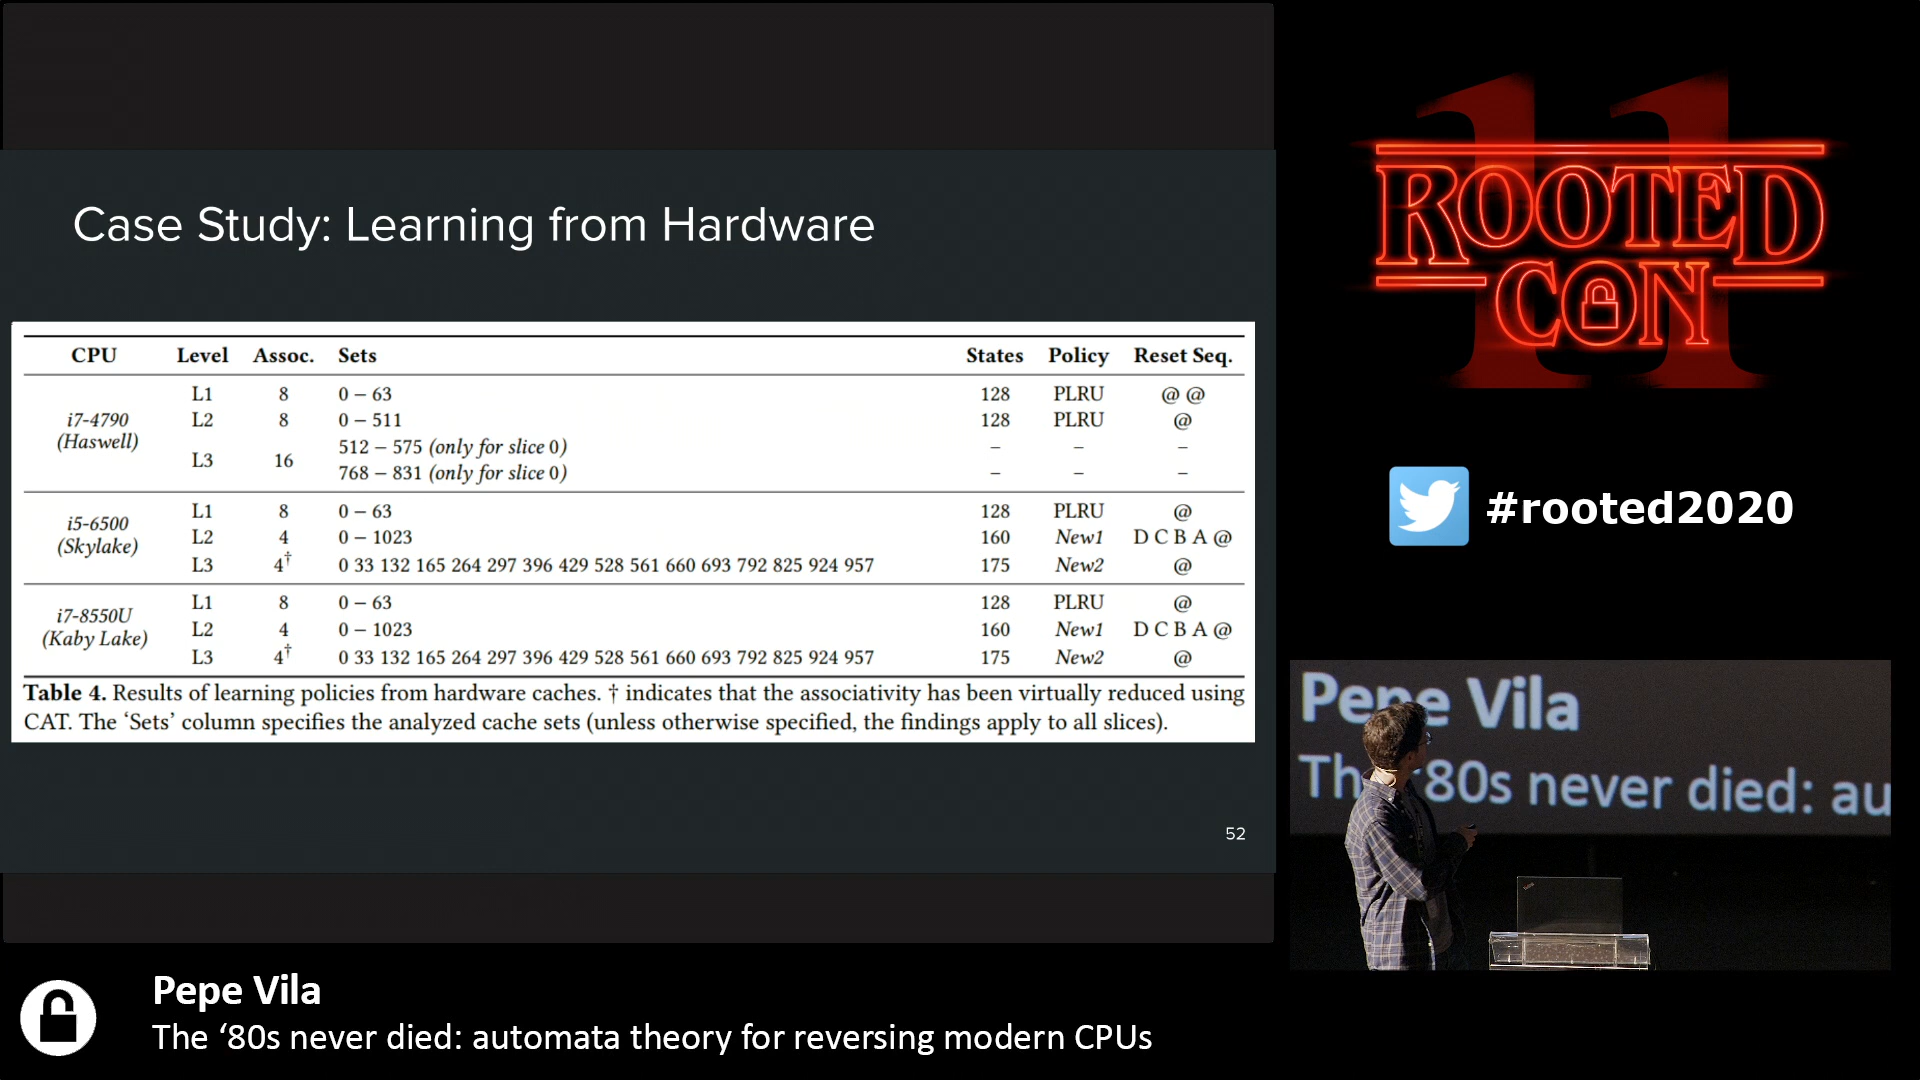 Case Study: Learning from Hardware
CPU Level Assoc. Sets States Policy Reset Seq.
i7-4790 (Haswell)
L1 8 0 – 63 128 PLRU @ @
L2 8 0 – 511 128 PLRU @
L3 16 512 – 575 (only for slice 0) – – –
768 – 831 (only for slice 0) – – –
i5-6500 (Skylake)
L1 8 0 – 63 128 PLRU @
L2 4 0 – 1023 160 New1 D C B A @
L3 4† 0 33 132 165 264 297 396 429 528 561 660 693 792 825 924 957 175 New2 @
i7-8550U (Kaby Lake)
L1 8 0 – 63 128 PLRU @
L2 4 0 – 1023 160 New1 D C B A @
L3 4† 0 33 132 165 264 297 396 429 528 561 660 693 792 825 924 957 175 New2 @
Table 4. Results of learning policies from hardware caches. † indicates that the associativity has been virtually reduced using
CAT. The ‘Sets’ column specifies the analyzed cache sets (unless otherwise specified, the findings apply to all slices).
52
11
ROOTED
CON
#rooted2020
Pepe Vila
The ‘80s never died: au
Pepe Vila
The ‘80s never died: automata theory for reversing modern CPUs